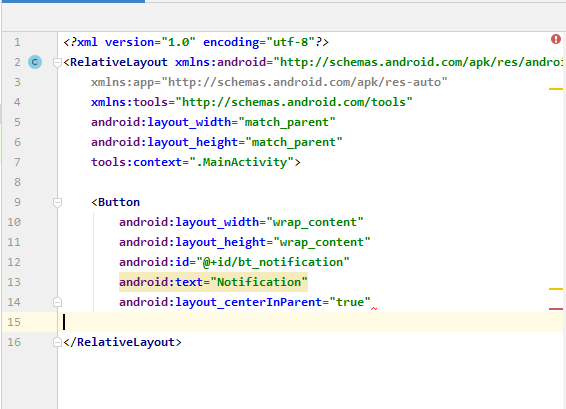 1 <?xml version="1.0" encoding="utf-8"?>
2 C <RelativeLayout xmlns:android="http://schemas.android.com/apk/res/androi
3 xmlns:app="http://schemas.android.com/apk/res-auto"
4 xmlns:tools="http://schemas.android.com/tools"
5 android:layout_width="match_parent"
6 android:layout_height="match_parent"
7 tools:context=".MainActivity">
8
9 <Button
10 android:layout_width="wrap_content"
11 android:layout_height="wrap_content"
12 android:id="@+id/bt_notification"
13 android:text="Notification"
14 android:layout_centerInParent="true"
15
16 </RelativeLayout>